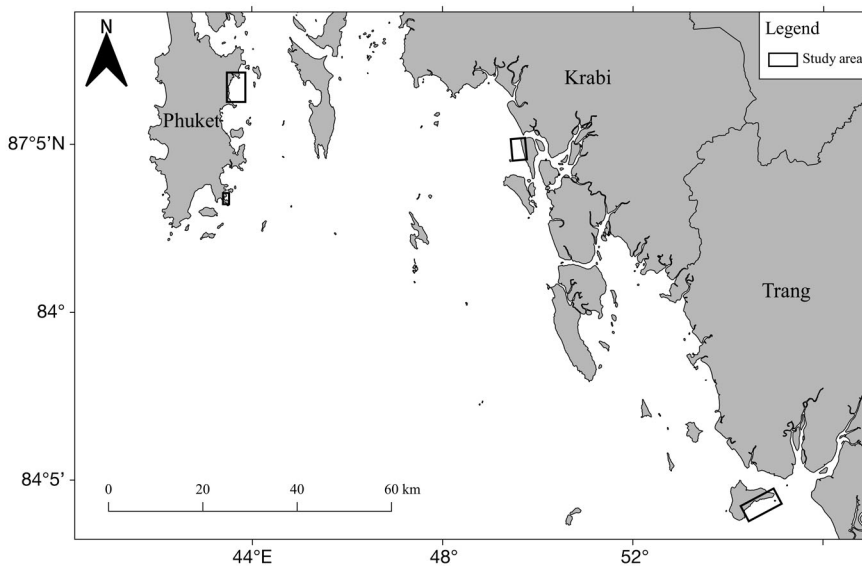 N
Legend
Study area
Krabi
Phuket
87°5'N
84°
Trang
84°5'
0 20 40 60 km
44°E 48° 52°